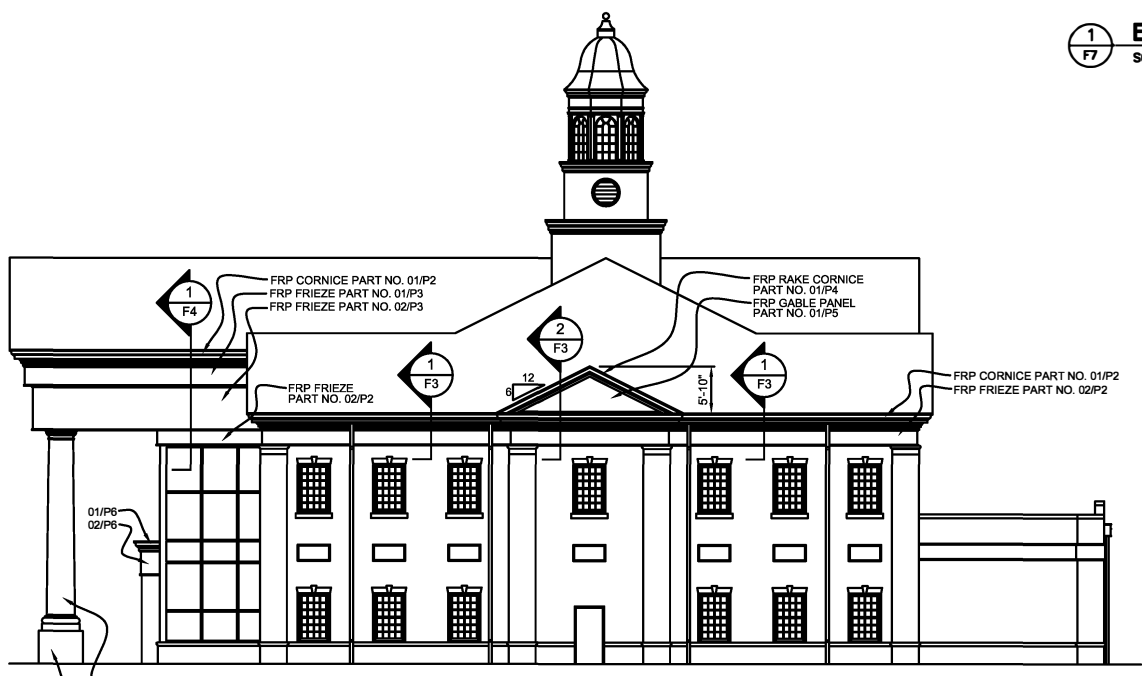 1
F7
FRP CORNICE PART NO. 01/P2
FRP FRIEZE PART NO. 01/P3
FRP FRIEZE PART NO. 02/P3
FRP RAKE CORNICE
PART NO. 01/P4
FRP GABLE PANEL
PART NO. 01/P5
1
F4
2
F3
1
F3
1
F3
12
6
5'-10"
FRP FRIEZE
PART NO. 02/P2
FRP CORNICE PART NO. 01/P2
FRP FRIEZE PART NO. 02/P2
01/P6
02/P6